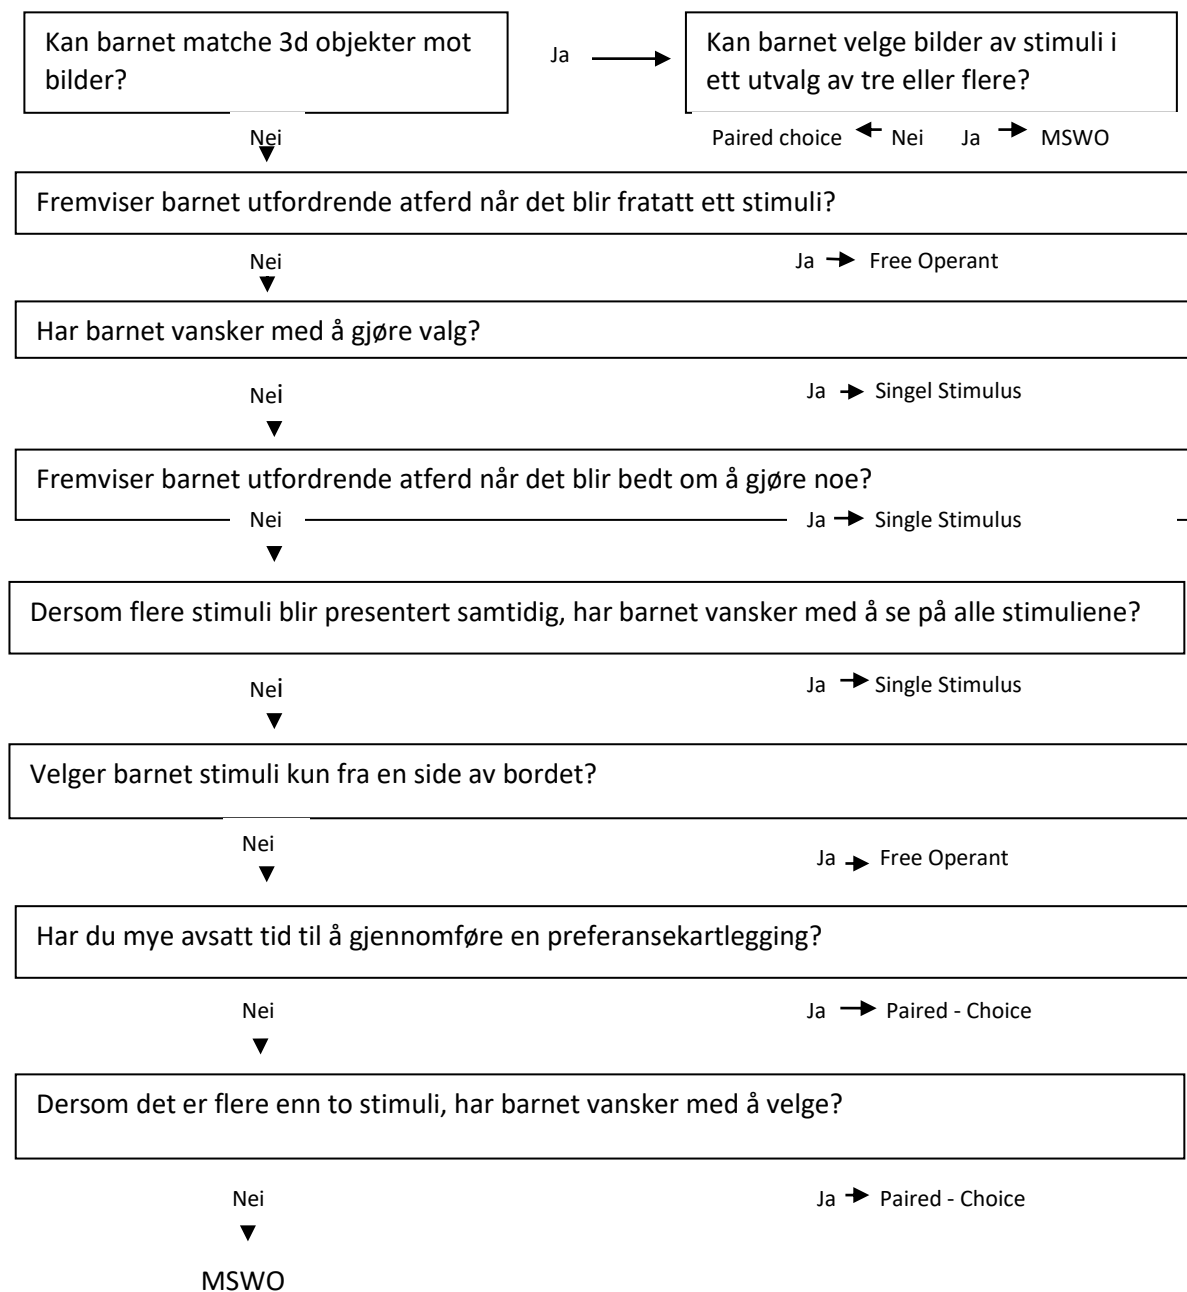 Kan barnet matche 3d objekter mot
bilder?
Ja
Kan barnet velge bilder av stimuli i
ett utvalg av tre eller flere?
Nei
Paired choice Nei Ja MSWO
Fremviser barnet utfordrende atferd når det blir fratatt ett stimuli?
Nei
Ja Free Operant
Har barnet vansker med å gjøre valg?
Nei
Ja Singel Stimulus
Fremviser barnet utfordrende atferd når det blir bedt om å gjøre noe?
Nei
Ja Single Stimulus
Dersom flere stimuli blir presentert samtidig, har barnet vansker med å se på alle stimuliene?
Nei
Ja Single Stimulus
Velger barnet stimuli kun fra en side av bordet?
Nei
Ja Free Operant
Har du mye avsatt tid til å gjennomføre en preferansekartlegging?
Nei
Ja Paired - Choice
Dersom det er flere enn to stimuli, har barnet vansker med å velge?
Nei
Ja Paired - Choice
MSWO